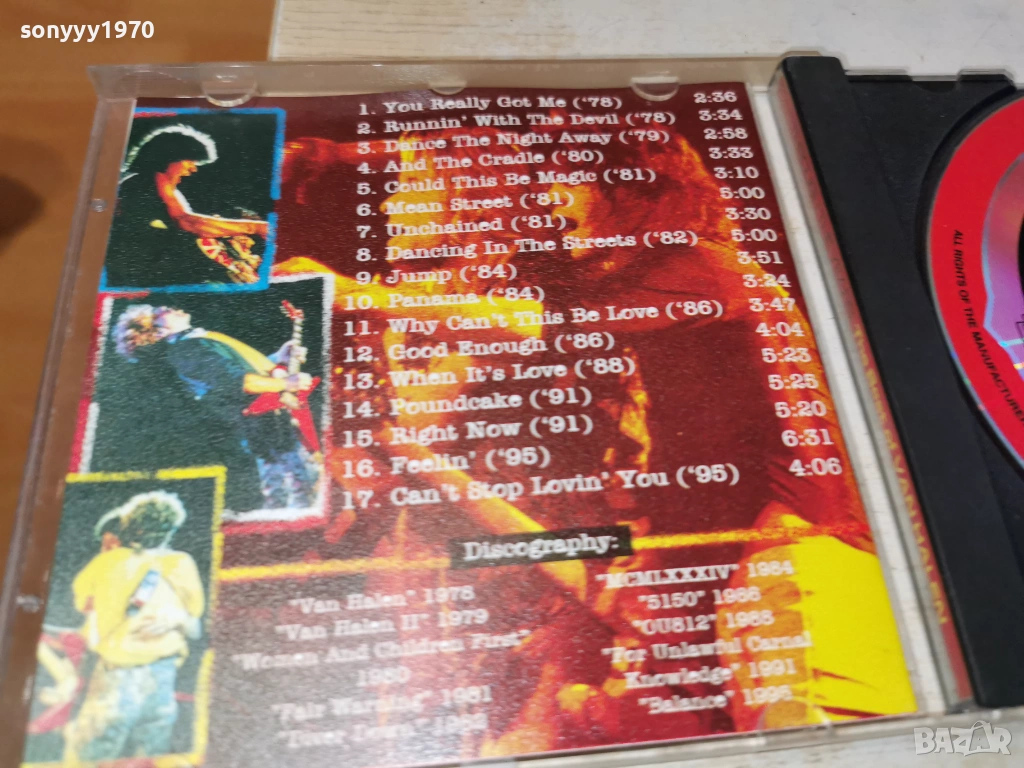 sonyyy1970
1. You Really Got Me ('78) 2:36
2. Runnin' With The Devil ('78) 3:34
3. Dance The Night Away ('79) 2:58
4. And The Cradle ('80) 3:33
5. Could This Be Magic ('81) 3:10
6. Mean Street ('81) 5:00
7. Unchained ('81) 3:30
8. Dancing In The Streets ('82) 5:00
9. Jump ('84) 3:51
10. Panama ('84) 3:24
11. Why Can't This Be Love ('86) 3:47
12. Good Enough ('86) 4:04
13. When It's Love ('88) 5:23
14. Poundcake ('91) 5:25
15. Right Now ('91) 5:20
16. Feelin' ('95) 6:31
17. Can't Stop Lovin' You ('95) 4:06
Discography:
"Van Halen" 1978
"Van Halen II" 1979
"Women And Children First"
1980
"Fair Warning" 1981
"Diver Down"
"MCMLXXXIV" 1984
"5150" 1986
"OU812" 1988
"For Unlawful Carnal
Knowledge" 1991
"Balance"
ALL RIGHTS OF THE MANUFACTURER
VAN HALEN
BAZAR